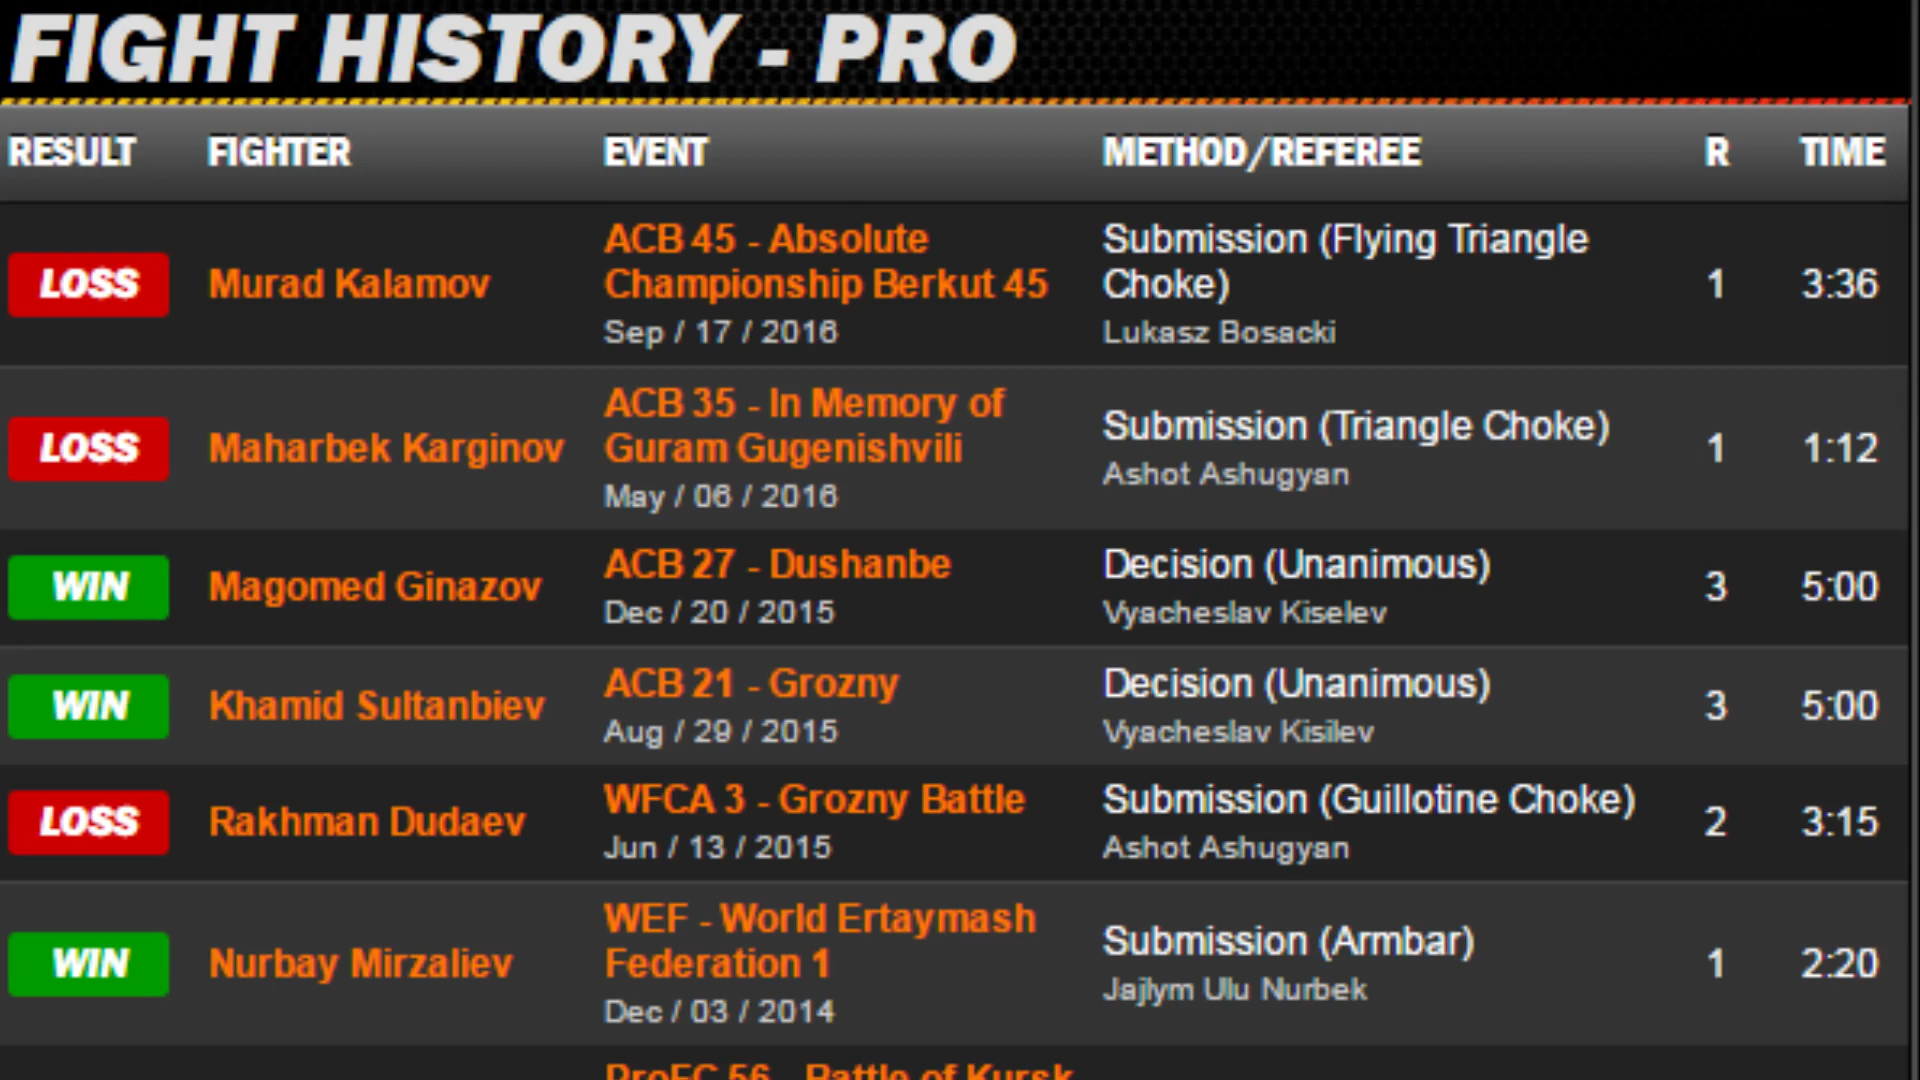 FIGHT HISTORY - PRO
RESULT FIGHTER EVENT METHOD/REFEREE R TIME
LOSS Murad Kalamov ACB 45 - Absolute
Championship Berkut 45
Sep / 17 / 2016
Submission (Flying Triangle
Choke)
Lukasz Bosacki
1 3:36
LOSS Maharbek Karginov ACB 35 - In Memory of
Guram Gugenishvili
May / 06 / 2016
Submission (Triangle Choke)
Ashot Ashugyan
1 1:12
WIN Magomed Ginazov ACB 27 - Dushanbe
Dec / 20 / 2015
Decision (Unanimous)
Vyacheslav Kiselev
3 5:00
WIN Khamid Sultanbiev ACB 21 - Grozny
Aug / 29 / 2015
Decision (Unanimous)
Vyacheslav Kisilev
3 5:00
LOSS Rakhman Dudaev WFCA 3 - Grozny Battle
Jun / 13 / 2015
Submission (Guillotine Choke)
Ashot Ashugyan
2 3:15
WIN Nurbay Mirzaliev WEF - World Ertaymash
Federation 1
Dec / 03 / 2014
Submission (Armbar)
Jajlym Ulu Nurbek
1 2:20
ProFC 56 - Battle of Kursk